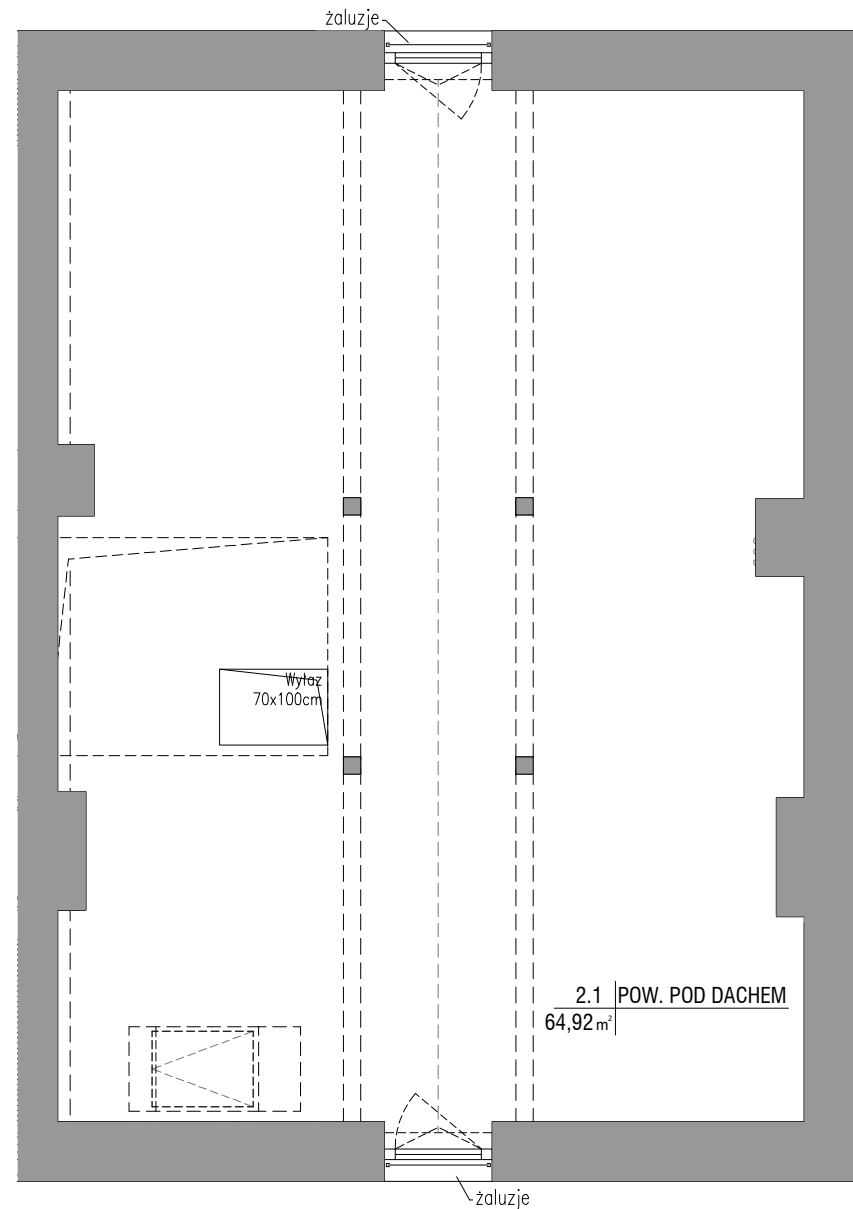 żaluzje
Wyłaz
70x100cm
2.1 POW. POD DACHEM
64,92 m²
żaluzje